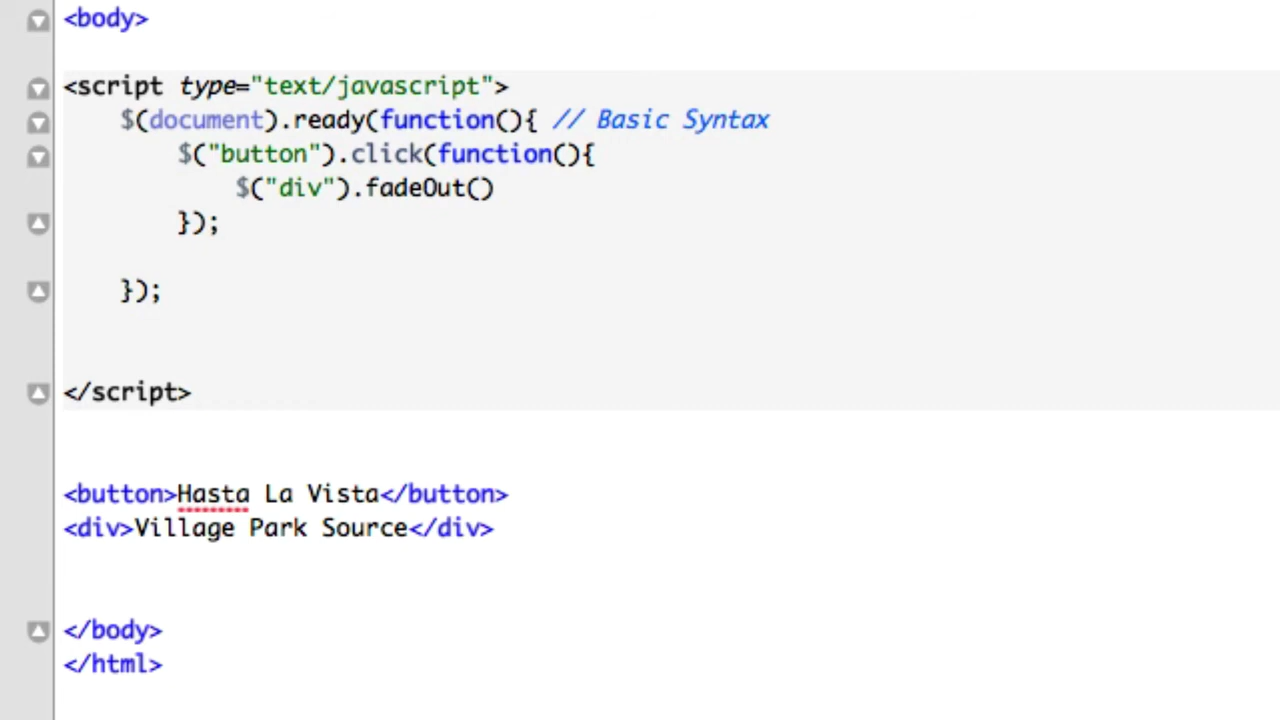 <body>
<script type="text/javascript">
$(document).ready(function(){ // Basic Syntax
$("button").click(function(){
$("div").fadeOut()
});
});
</script>
<button>Hasta La Vista</button>
<div>Village Park Source</div>
</body>
</html>